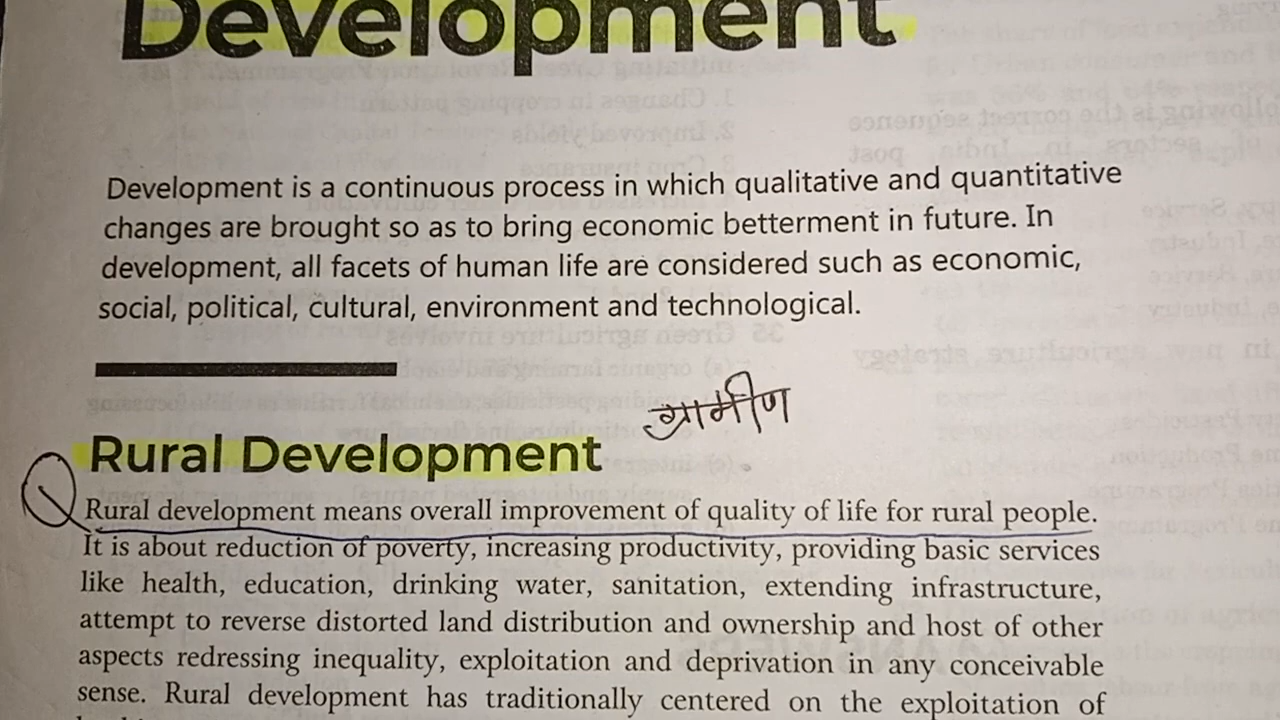 Development
Development is a continuous process in which qualitative and quantitative
changes are brought so as to bring economic betterment in future. In
development, all facets of human life are considered such as economic,
social, political, cultural, environment and technological.
ग्रामीण
Rural Development
Rural development means overall improvement of quality of life for rural people.
It is about reduction of poverty, increasing productivity, providing basic services
like health, education, drinking water, sanitation, extending infrastructure,
attempt to reverse distorted land distribution and ownership and host of other
aspects redressing inequality, exploitation and deprivation in any conceivable
sense. Rural development has traditionally centered on the exploitation of